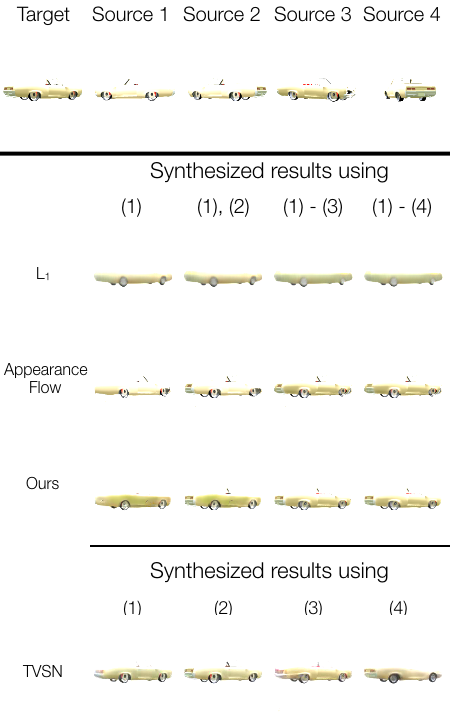 Target Source 1 Source 2 Source 3 Source 4
Synthesized results using
(1) (1), (2) (1) - (3) (1) - (4)
L₁
Appearance
Flow
Ours
Synthesized results using
(1) (2) (3) (4)
TVSN